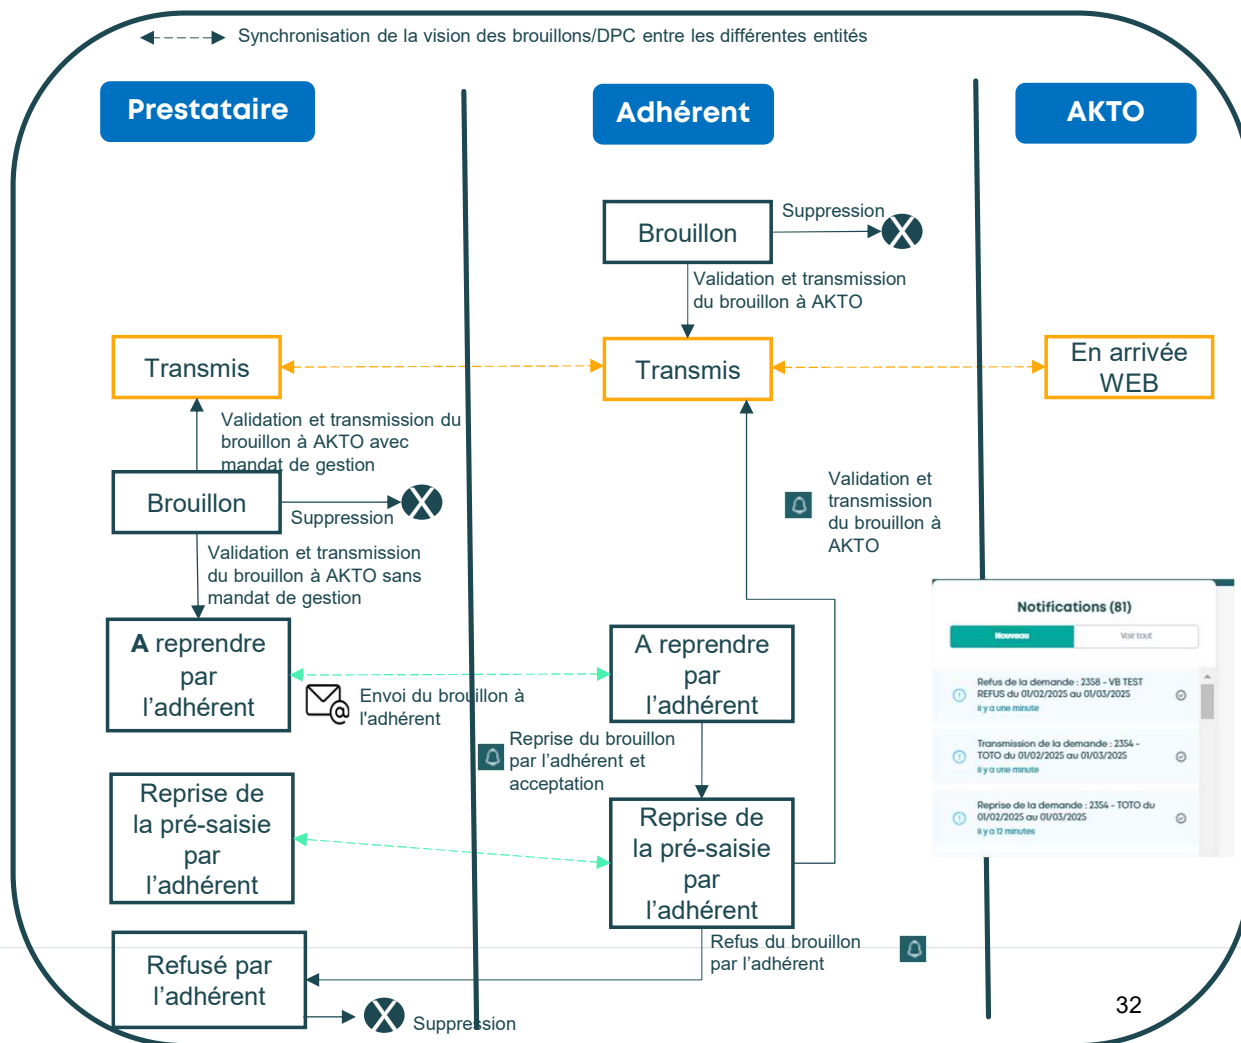 Synchronisation de la vision des brouillons/DPC entre les différentes entités
Prestataire
Adhérent
AKTO
Brouillon
Suppression
Validation et transmission
du brouillon à AKTO
Transmis
Transmis
En arrivée
WEB
Validation et transmission du
brouillon à AKTO avec
mandat de gestion
Brouillon
Suppression
Validation et
transmission
du brouillon à
AKTO
Validation et transmission
du brouillon à AKTO sans
mandat de gestion
A reprendre
par
l'adhérent
Envoi du brouillon à
l'adhérent
A reprendre
par
l'adhérent
Reprise du brouillon
par l'adhérent et
acceptation
Reprise de
la pré-saisie
par
l'adhérent
Reprise de
la pré-saisie
par
l'adhérent
Refus du brouillon
par l'adhérent
Refusé par
l'adhérent
Suppression
Notifications (81)
Nouveau
Voir tout
Refus de la demande : 2358 - VB TEST
REFUS du 01/02/2025 au 01/03/2025
il y a une minute
Transmission de la demande : 2354 -
TOTO du 01/02/2025 au 01/03/2025
il y a une minute
Reprise de la demande : 2354 - TOTO du
01/02/2025 au 01/03/2025
il y a 12 minutes
32